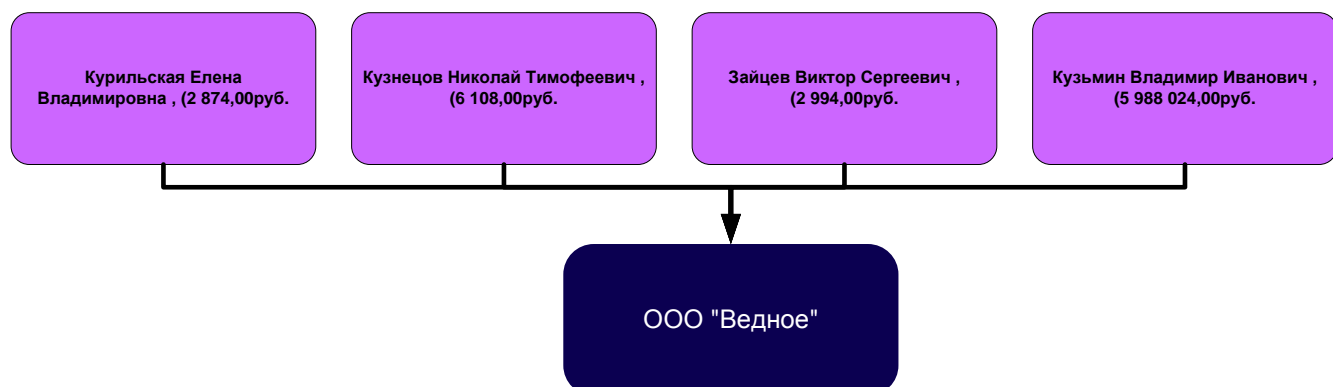 Курильская Елена
Владимировна , (2 874,00руб.
Кузнецов Николай Тимофеевич ,
(6 108,00руб.
Зайцев Виктор Сергеевич ,
(2 994,00руб.
Кузьмин Владимир Иванович ,
(5 988 024,00руб.
ООО "Ведное"